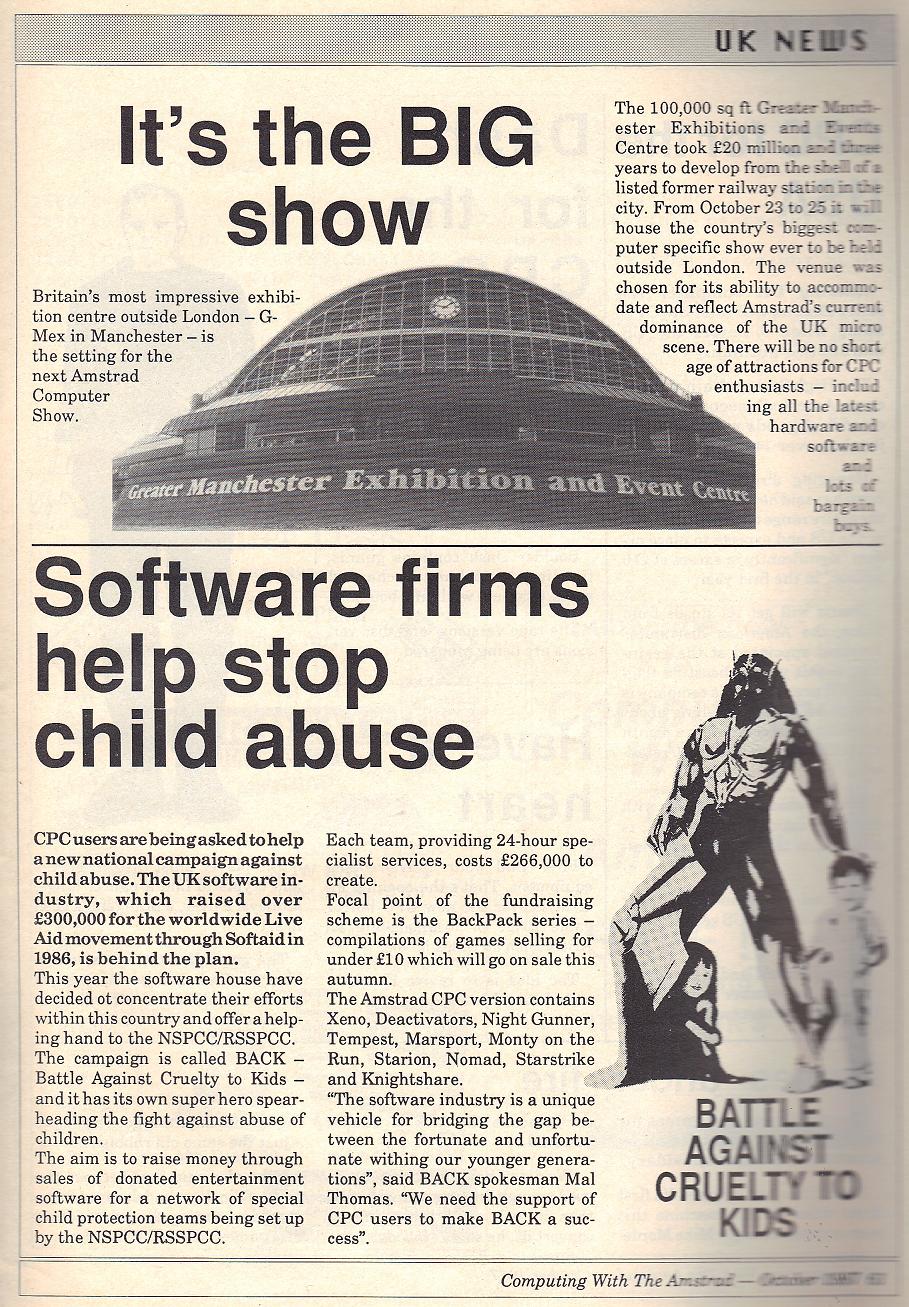 UK NEWS
It's the BIG
show
Britain's most impressive exhibi-
tion centre outside London – G-
Mex in Manchester – is
the setting for the
next Amstrad
Computer
Show.
Greater Manchester Exhibition and Event Centre
The 100,000 sq ft Greater Manch-
ester Exhibitions and Events
Centre took £20 million and three
years to develop from the shell of a
listed former railway station in the
city. From October 23 to 25 it will
house the country's biggest com-
puter specific show ever to be held
outside London. The venue was
chosen for its ability to accommo-
date and reflect Amstrad's current
dominance of the UK micro
scene. There will be no short
age of attractions for CPC
enthusiasts – includ
ing all the latest
hardware and
software
and
lots of
bargain
buys.
Software firms
help stop
child abuse
CPC users are being asked to help
a new national campaign against
child abuse. The UK software in-
dustry, which raised over
£300,000 for the worldwide Live
Aid movement through Softaid in
1986, is behind the plan.
This year the software house have
decided ot concentrate their efforts
within this country and offer a help-
ing hand to the NSPCC/RSSPCC.
The campaign is called BACK –
Battle Against Cruelty to Kids –
and it has its own super hero spear-
heading the fight against abuse of
children.
The aim is to raise money through
sales of donated entertainment
software for a network of special
child protection teams being set up
by the NSPCC/RSSPCC.
Each team, providing 24-hour spe-
cialist services, costs £266,000 to
create.
Focal point of the fundraising
scheme is the BackPack series –
compilations of games selling for
under £10 which will go on sale this
autumn.
The Amstrad CPC version contains
Xeno, Deactivators, Night Gunner,
Tempest, Marsport, Monty on the
Run, Starion, Nomad, Starstrike
and Knightshare.
"The software industry is a unique
vehicle for bridging the gap be-
tween the fortunate and unfortu-
nate withing our younger genera-
tions", said BACK spokesman Mal
Thomas. "We need the support of
CPC users to make BACK a suc-
cess".
BATTLE
AGAINST
CRUELTY TO
KIDS
Computing With The Amstrad — October